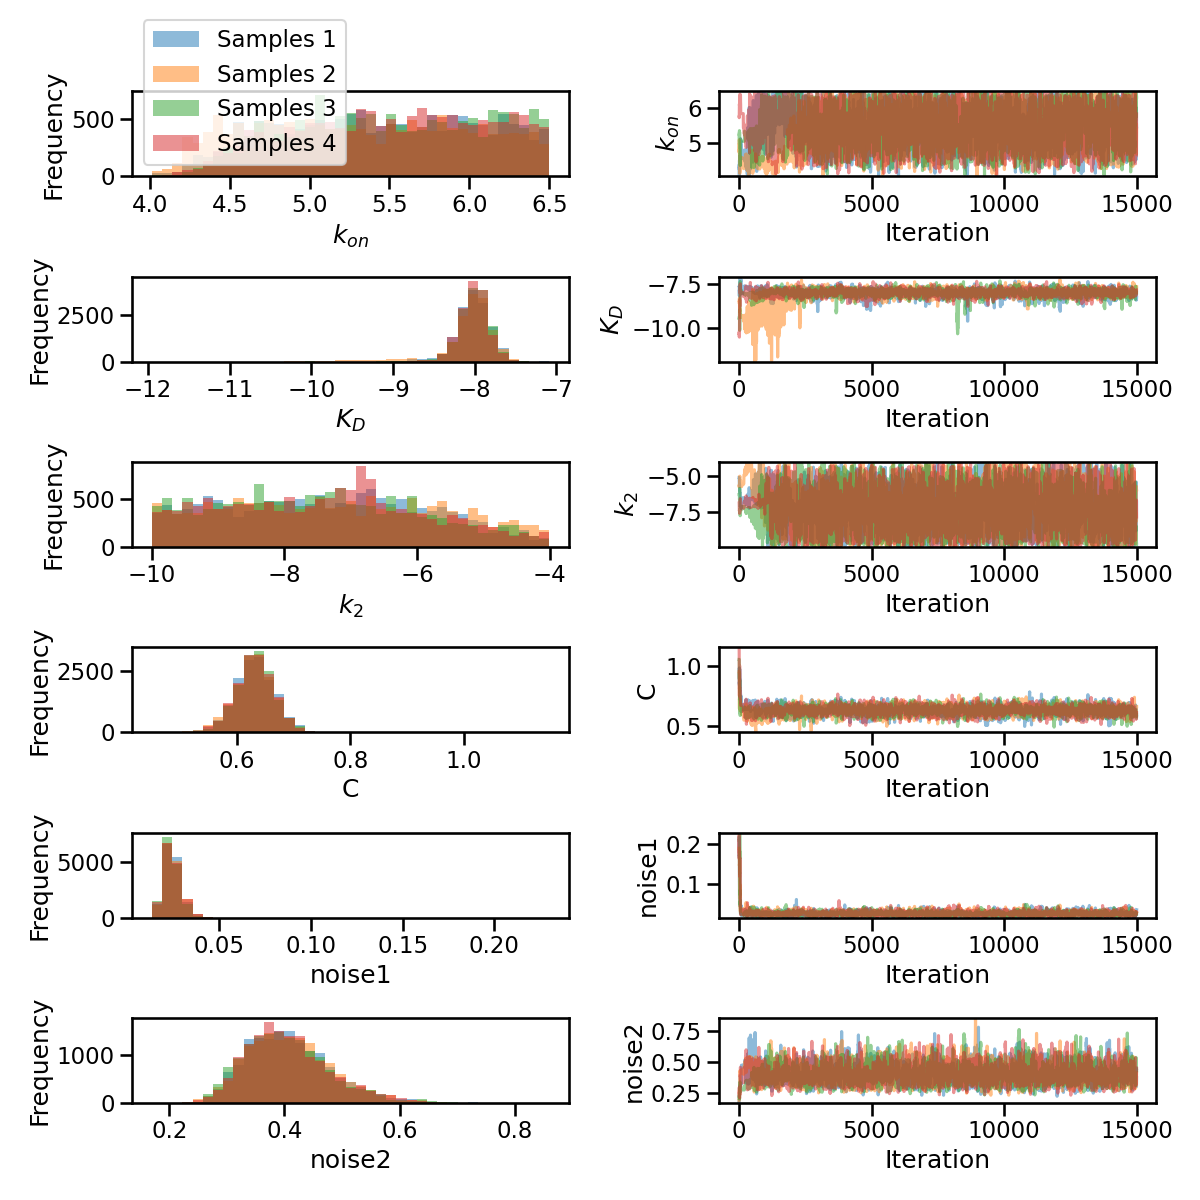 Samples 1
Samples 2
Samples 3
Samples 4
Frequency
500
0
4.0 4.5 5.0 5.5 6.0 6.5
k_on
k_on
6
5
0 5000 10000 15000
Iteration
Frequency
2500
0
−12 −11 −10 −9 −8 −7
K_D
K_D
−7.5
−10.0
0 5000 10000 15000
Iteration
Frequency
500
0
−10 −8 −6 −4
k_2
k_2
−5.0
−7.5
0 5000 10000 15000
Iteration
Frequency
2500
0
0.6 0.8 1.0
C
C
1.0
0.5
0 5000 10000 15000
Iteration
Frequency
5000
0
0.05 0.10 0.15 0.20
noise1
noise1
0.2
0.1
0 5000 10000 15000
Iteration
Frequency
1000
0
0.2 0.4 0.6 0.8
noise2
noise2
0.75
0.50
0.25
0 5000 10000 15000
Iteration